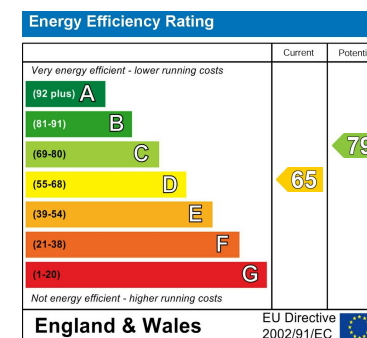 Energy Efficiency Rating
Current
Potenti
Very energy efficient - lower running costs
(92 plus) A
(81-91) B
(69-80) C
79
(55-68) D
65
(39-54) E
(21-38) F
(1-20) G
Not energy efficient - higher running costs
England & Wales
EU Directive
2002/91/EC